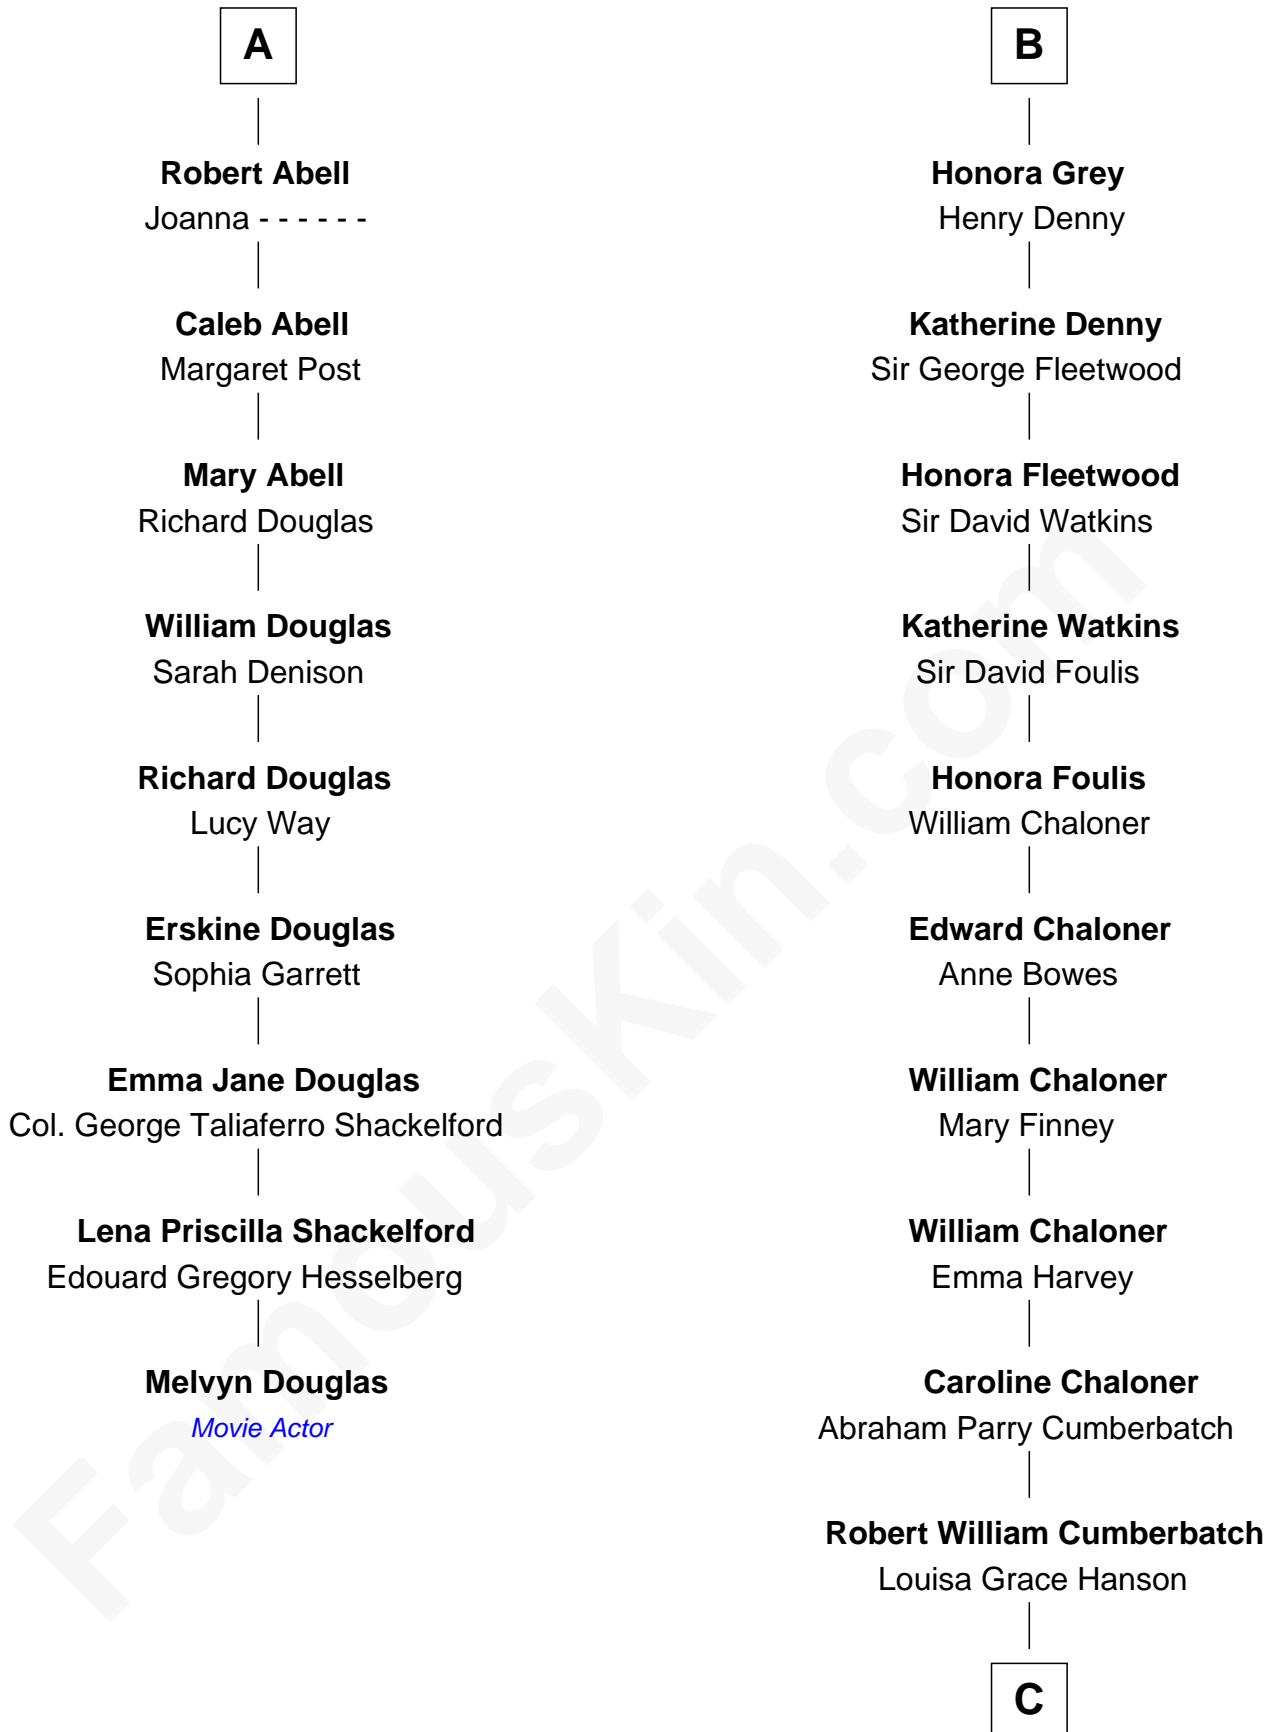 A
Robert Abell
Joanna - - - - - -
Caleb Abell
Margaret Post
Mary Abell
Richard Douglas
William Douglas
Sarah Denison
Richard Douglas
Lucy Way
Erskine Douglas
Sophia Garrett
Emma Jane Douglas
Col. George Taliaferro Shackelford
Lena Priscilla Shackelford
Edouard Gregory Hesselberg
Melvyn Douglas
Movie Actor
B
Honora Grey
Henry Denny
Katherine Denny
Sir George Fleetwood
Honora Fleetwood
Sir David Watkins
Katherine Watkins
Sir David Foulis
Honora Foulis
William Chaloner
Edward Chaloner
Anne Bowes
William Chaloner
Mary Finney
William Chaloner
Emma Harvey
Caroline Chaloner
Abraham Parry Cumberbatch
Robert William Cumberbatch
Louisa Grace Hanson
C
FamousKin.com